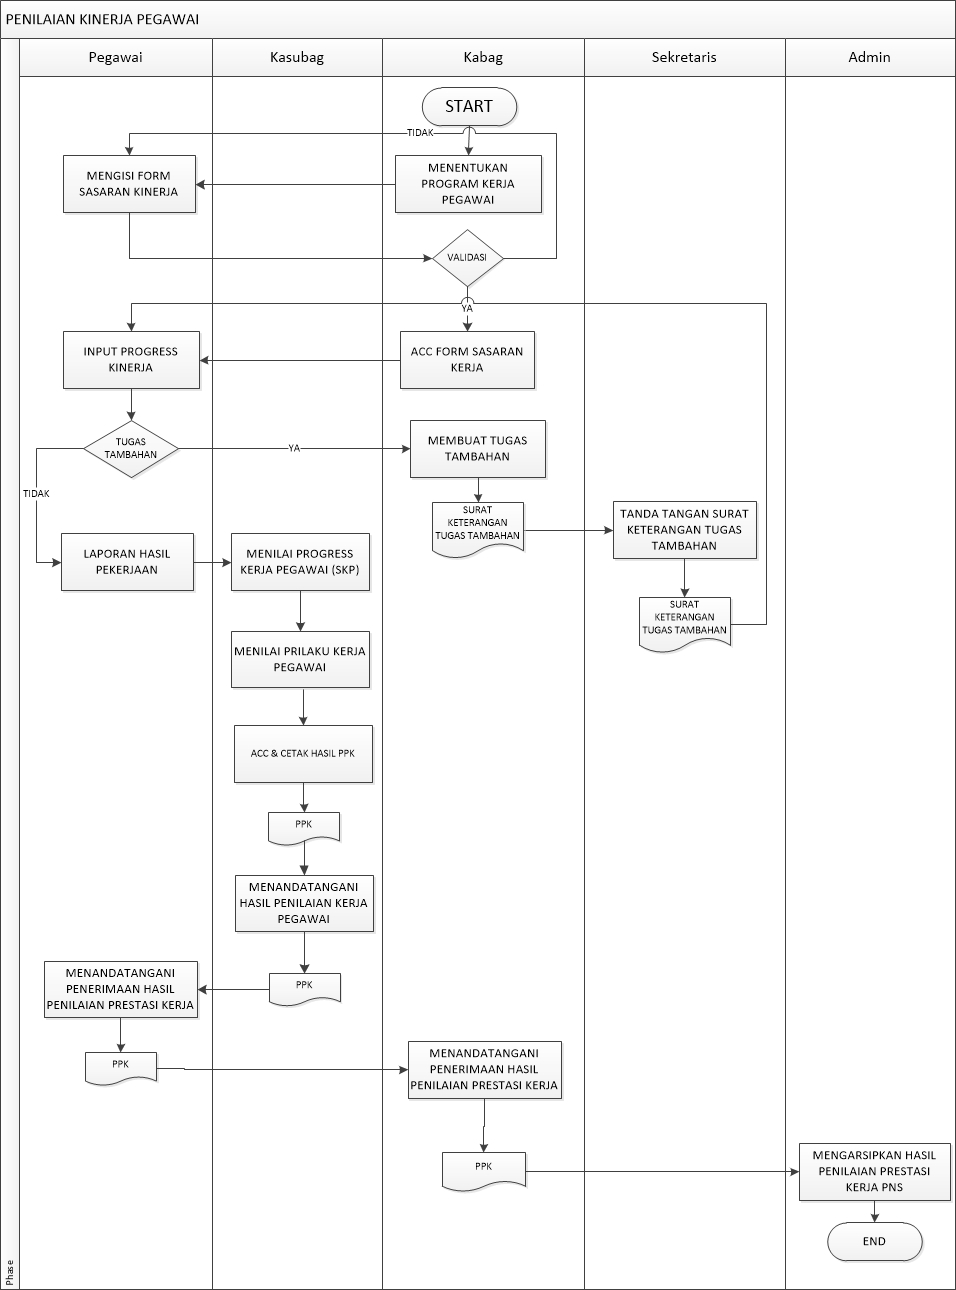 PENILAIAN KINERJA PEGAWAI
Pegawai
Kasubag
Kabag
Sekretaris
Admin
START
TIDAK
MENGISI FORM
SASARAN KINERJA
MENENTUKAN
PROGRAM KERJA
PEGAWAI
VALIDASI
YA
INPUT PROGRESS
KINERJA
ACC FORM SASARAN
KERJA
TUGAS
TAMBAHAN
YA
MEMBUAT TUGAS
TAMBAHAN
TIDAK
SURAT
KETERANGAN
TUGAS TAMBAHAN
TANDA TANGAN SURAT
KETERANGAN TUGAS
TAMBAHAN
LAPORAN HASIL
PEKERJAAN
MENILAI PROGRESS
KERJA PEGAWAI (SKP)
SURAT
KETERANGAN
TUGAS TAMBAHAN
MENILAI PRILAKU KERJA
PEGAWAI
ACC & CETAK HASIL PPK
PPK
MENANDATANGANI
HASIL PENILAIAN KERJA
PEGAWAI
PPK
MENANDATANGANI
PENERIMAAN HASIL
PENILAIAN PRESTASI KERJA
PPK
MENANDATANGANI
PENERIMAAN HASIL
PENILAIAN PRESTASI KERJA
PPK
MENGARSIPKAN HASIL
PENILAIAN PRESTASI
KERJA PNS
END
Phase